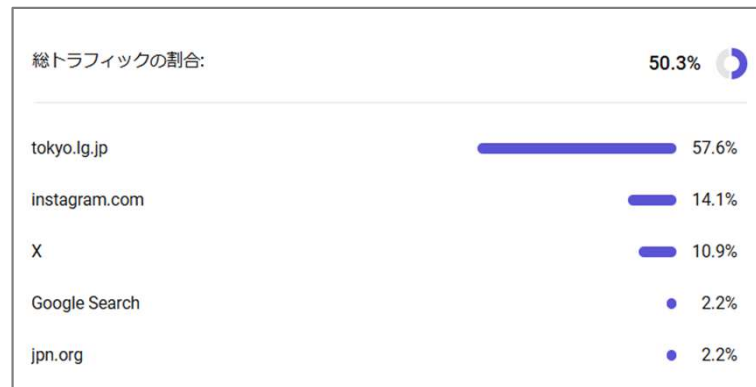 総トラフィックの割合: 50.3%
tokyo.lg.jp 57.6%
instagram.com 14.1%
X 10.9%
Google Search 2.2%
jpn.org 2.2%